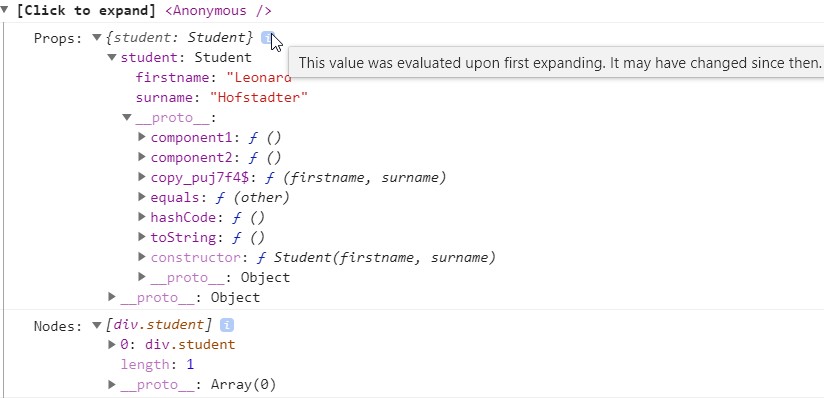 [Click to expand] <Anonymous />
Props: {student: Student} i
This value was evaluated upon first expanding. It may have changed since then.
student: Student
firstname: "Leonard
surname: "Hofstadter"
__proto__:
component1: ƒ ()
component2: ƒ ()
copy_puj7f4$: ƒ (firstname, surname)
equals: ƒ (other)
hashCode: ƒ ()
toString: ƒ ()
constructor: ƒ Student(firstname, surname)
__proto__: Object
__proto__: Object
Nodes: [div.student] i
0: div.student
length: 1
__proto__: Array(0)